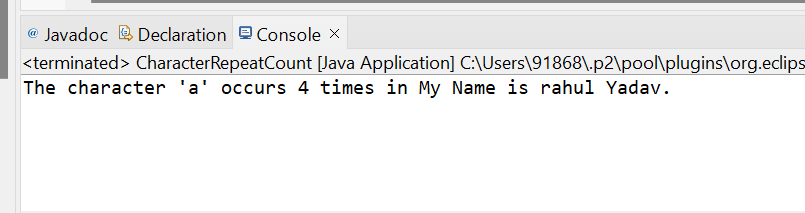 @ Javadoc Declaration Console ×
<terminated> CharacterRepeatCount [Java Application] C:\Users\91868\.p2\pool\plugins\org.eclips
The character 'a' occurs 4 times in My Name is rahul Yadav.